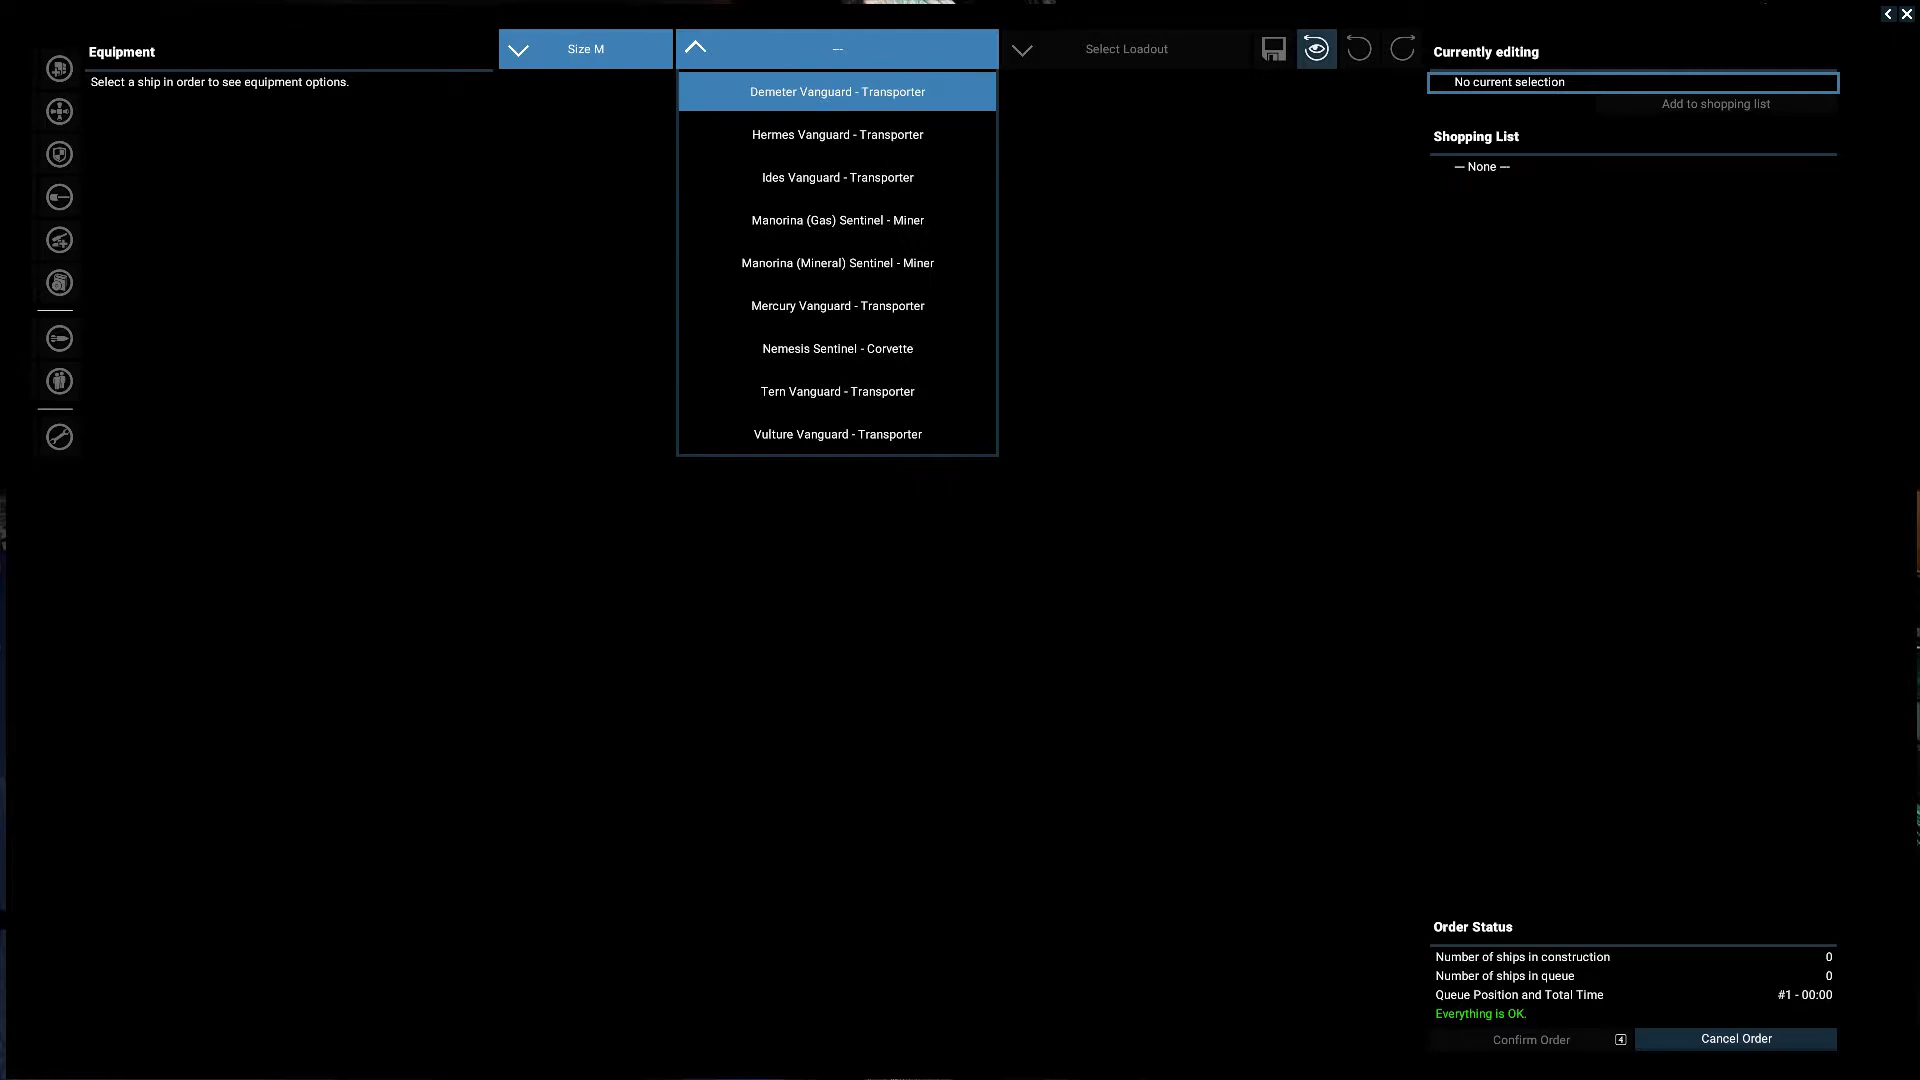 Equipment
Select a ship in order to see equipment options.
Size M
---
Select Loadout
Demeter Vanguard - Transporter
Hermes Vanguard - Transporter
Ides Vanguard - Transporter
Manorina (Gas) Sentinel - Miner
Manorina (Mineral) Sentinel - Miner
Mercury Vanguard - Transporter
Nemesis Sentinel - Corvette
Tern Vanguard - Transporter
Vulture Vanguard - Transporter
Currently editing
No current selection
Add to shopping list
Shopping List
--- None ---
Order Status
Number of ships in construction 0
Number of ships in queue 0
Queue Position and Total Time #1 - 00:00
Everything is OK.
Confirm Order 4 Cancel Order